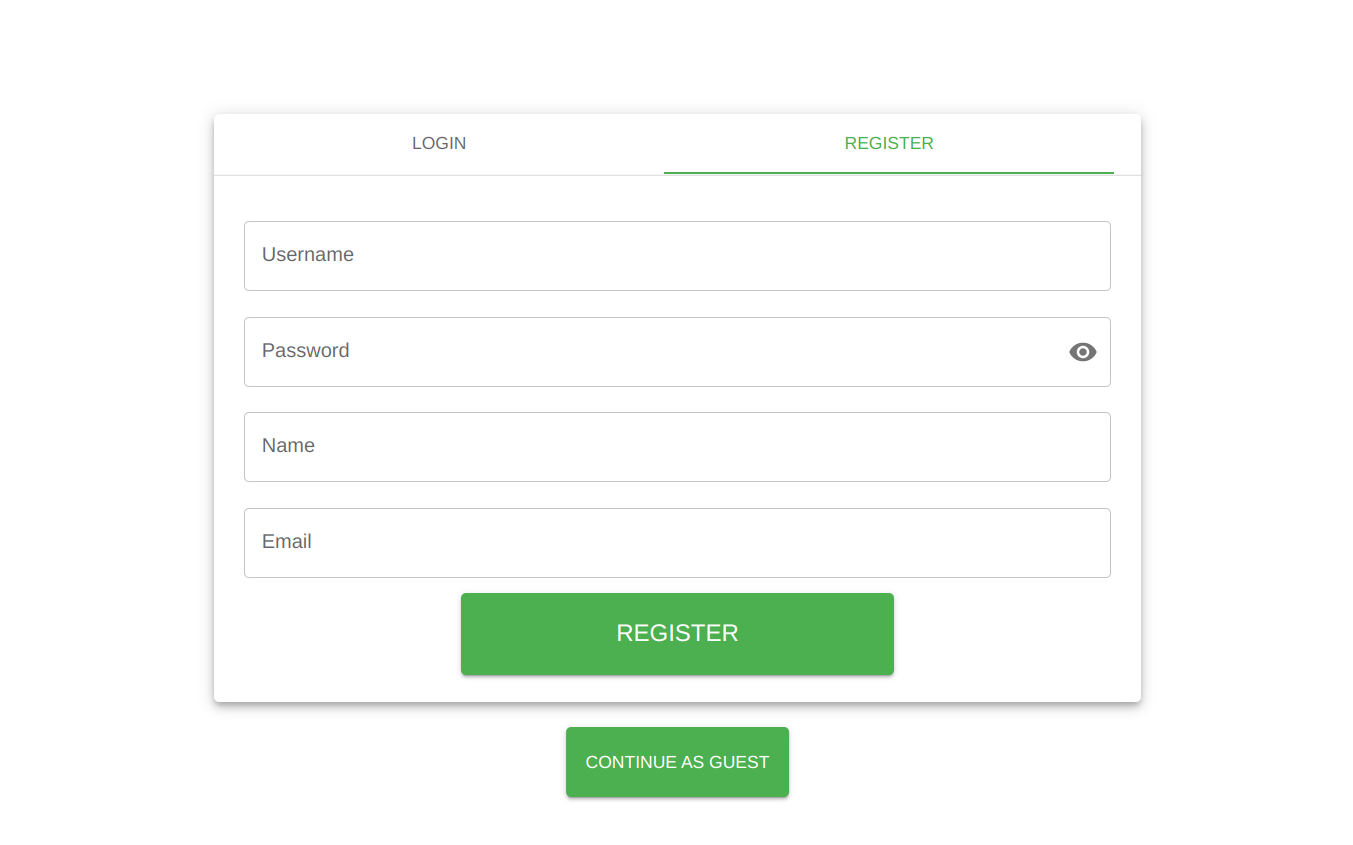 LOGIN
REGISTER
Username
Password
Name
Email
REGISTER
CONTINUE AS GUEST